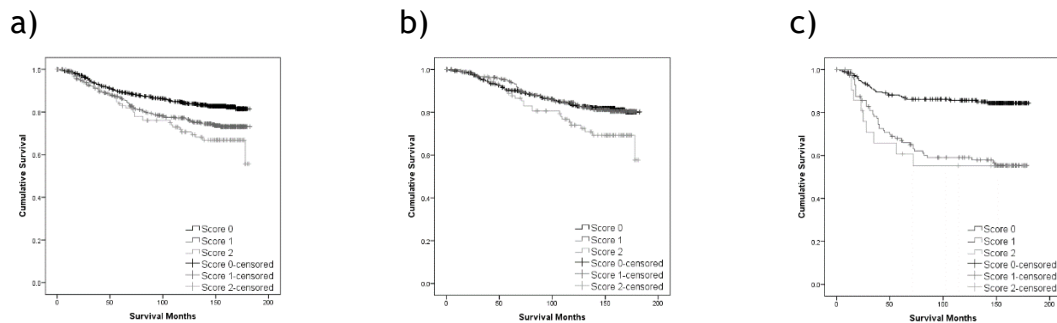 a)
Cumulative Survival
1.0
0.8
0.6
0.4
0.2
0.0
Score 0
Score 1
Score 2
Score 0-censored
Score 1-censored
Score 2-censored
0 50 100 150 200
Survival Months
b)
Cumulative Survival
1.0
0.8
0.6
0.4
0.2
0.0
Score 0
Score 1
Score 2
Score 0-censored
Score 1-censored
Score 2-censored
0 50 100 150 200
Survival Months
c)
Cumulative Survival
1.0
0.8
0.6
0.4
0.2
0.0
Score 0
Score 1
Score 2
Score 0-censored
Score 1-censored
Score 2-censored
0 50 100 150 200
Survival Months